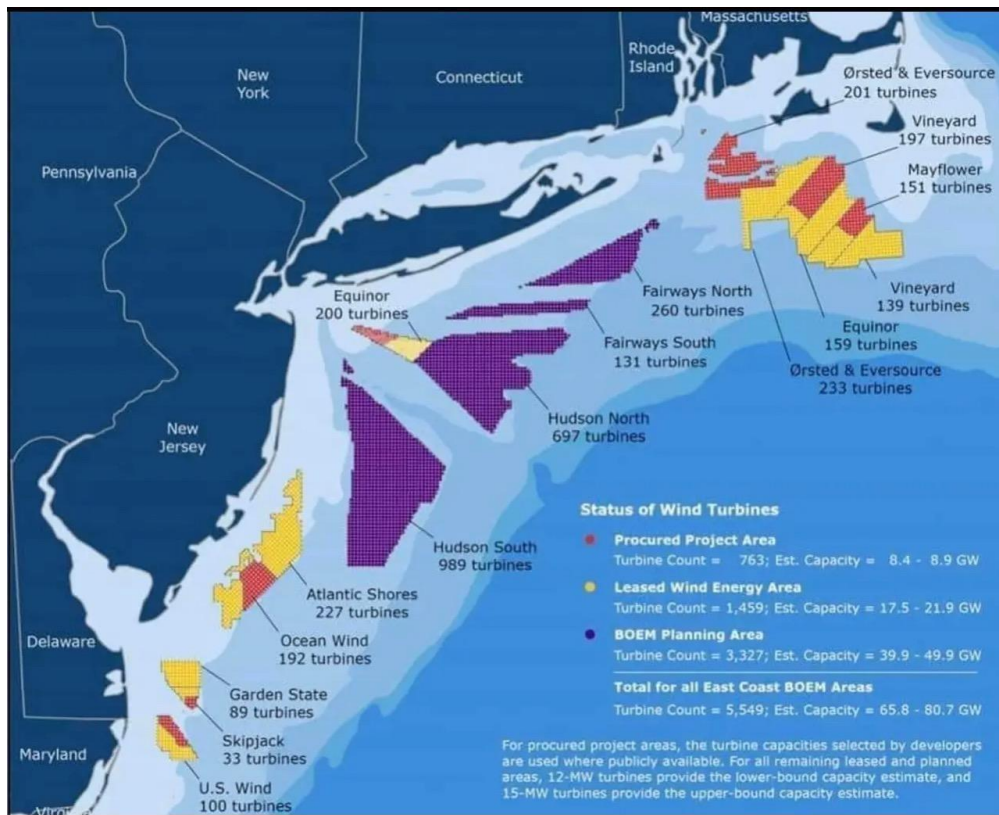 Massachusetts
Rhode
Island
New
York
Connecticut
Ørsted & Eversource
201 turbines
Vineyard
197 turbines
Pennsylvania
Mayflower
151 turbines
Equinor
200 turbines
Fairways North
260 turbines
Vineyard
139 turbines
Equinor
159 turbines
Fairways South
131 turbines
Ørsted & Eversource
233 turbines
Hudson North
697 turbines
New
Jersey
Status of Wind Turbines
Procured Project Area
Turbine Count = 763; Est. Capacity = 8.4 - 8.9 GW
Leased Wind Energy Area
Turbine Count = 1,459; Est. Capacity = 17.5 - 21.9 GW
BOEM Planning Area
Turbine Count = 3,327; Est. Capacity = 39.9 - 49.9 GW
Total for all East Coast BOEM Areas
Turbine Count = 5,549; Est. Capacity = 65.8 - 80.7 GW
Hudson South
989 turbines
Atlantic Shores
227 turbines
Ocean Wind
192 turbines
Delaware
Garden State
89 turbines
Skipjack
33 turbines
Maryland
U.S. Wind
100 turbines
For procured project areas, the turbine capacities selected by developers
are used where publicly available. For all remaining leased and planned
areas, 12-MW turbines provide the lower-bound capacity estimate, and
15-MW turbines provide the upper-bound capacity estimate.